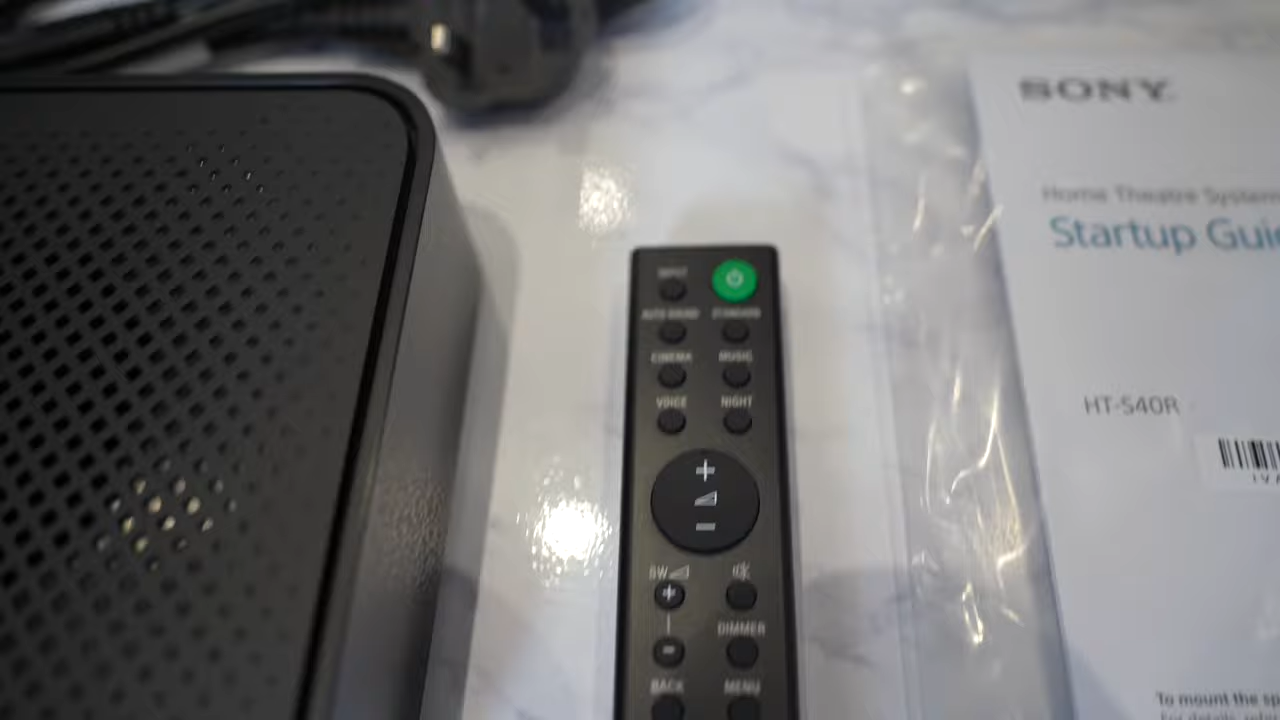 INPUT
AUTO SOUND STANDARD
CINEMA MUSIC
VOICE NIGHT
+
-
SW
+
DIMMER
-
BACK MENU
SONY
Home Theatre System
Startup Gui
HT-S40R
To mount the sp